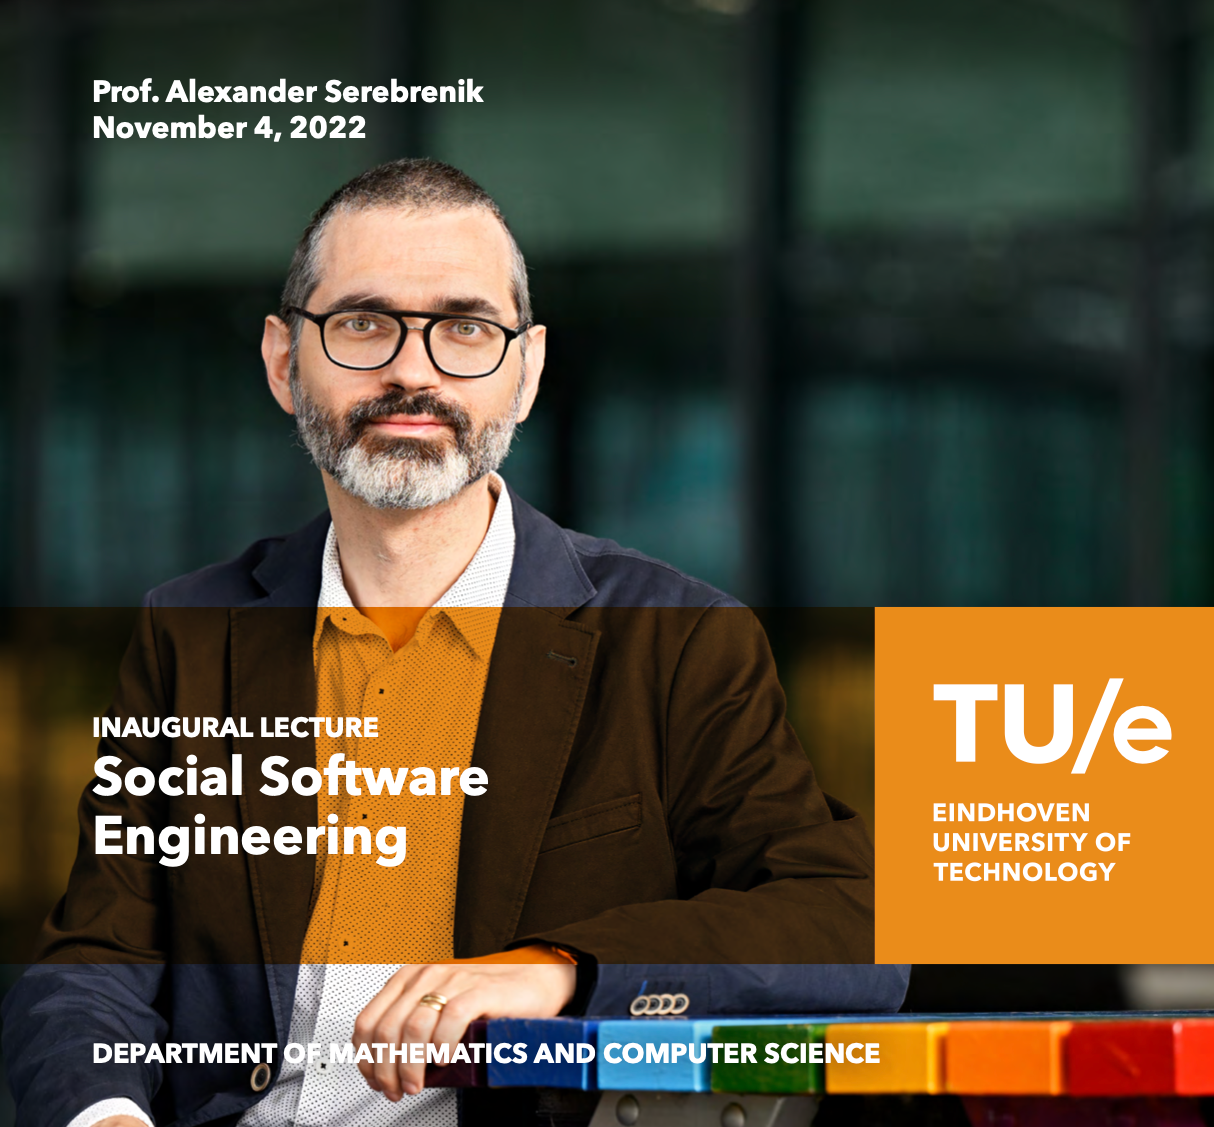 Prof. Alexander Serebrenik
November 4, 2022
INAUGURAL LECTURE
Social Software
Engineering
TU/e
EINDHOVEN
UNIVERSITY OF
TECHNOLOGY
DEPARTMENT OF MATHEMATICS AND COMPUTER SCIENCE